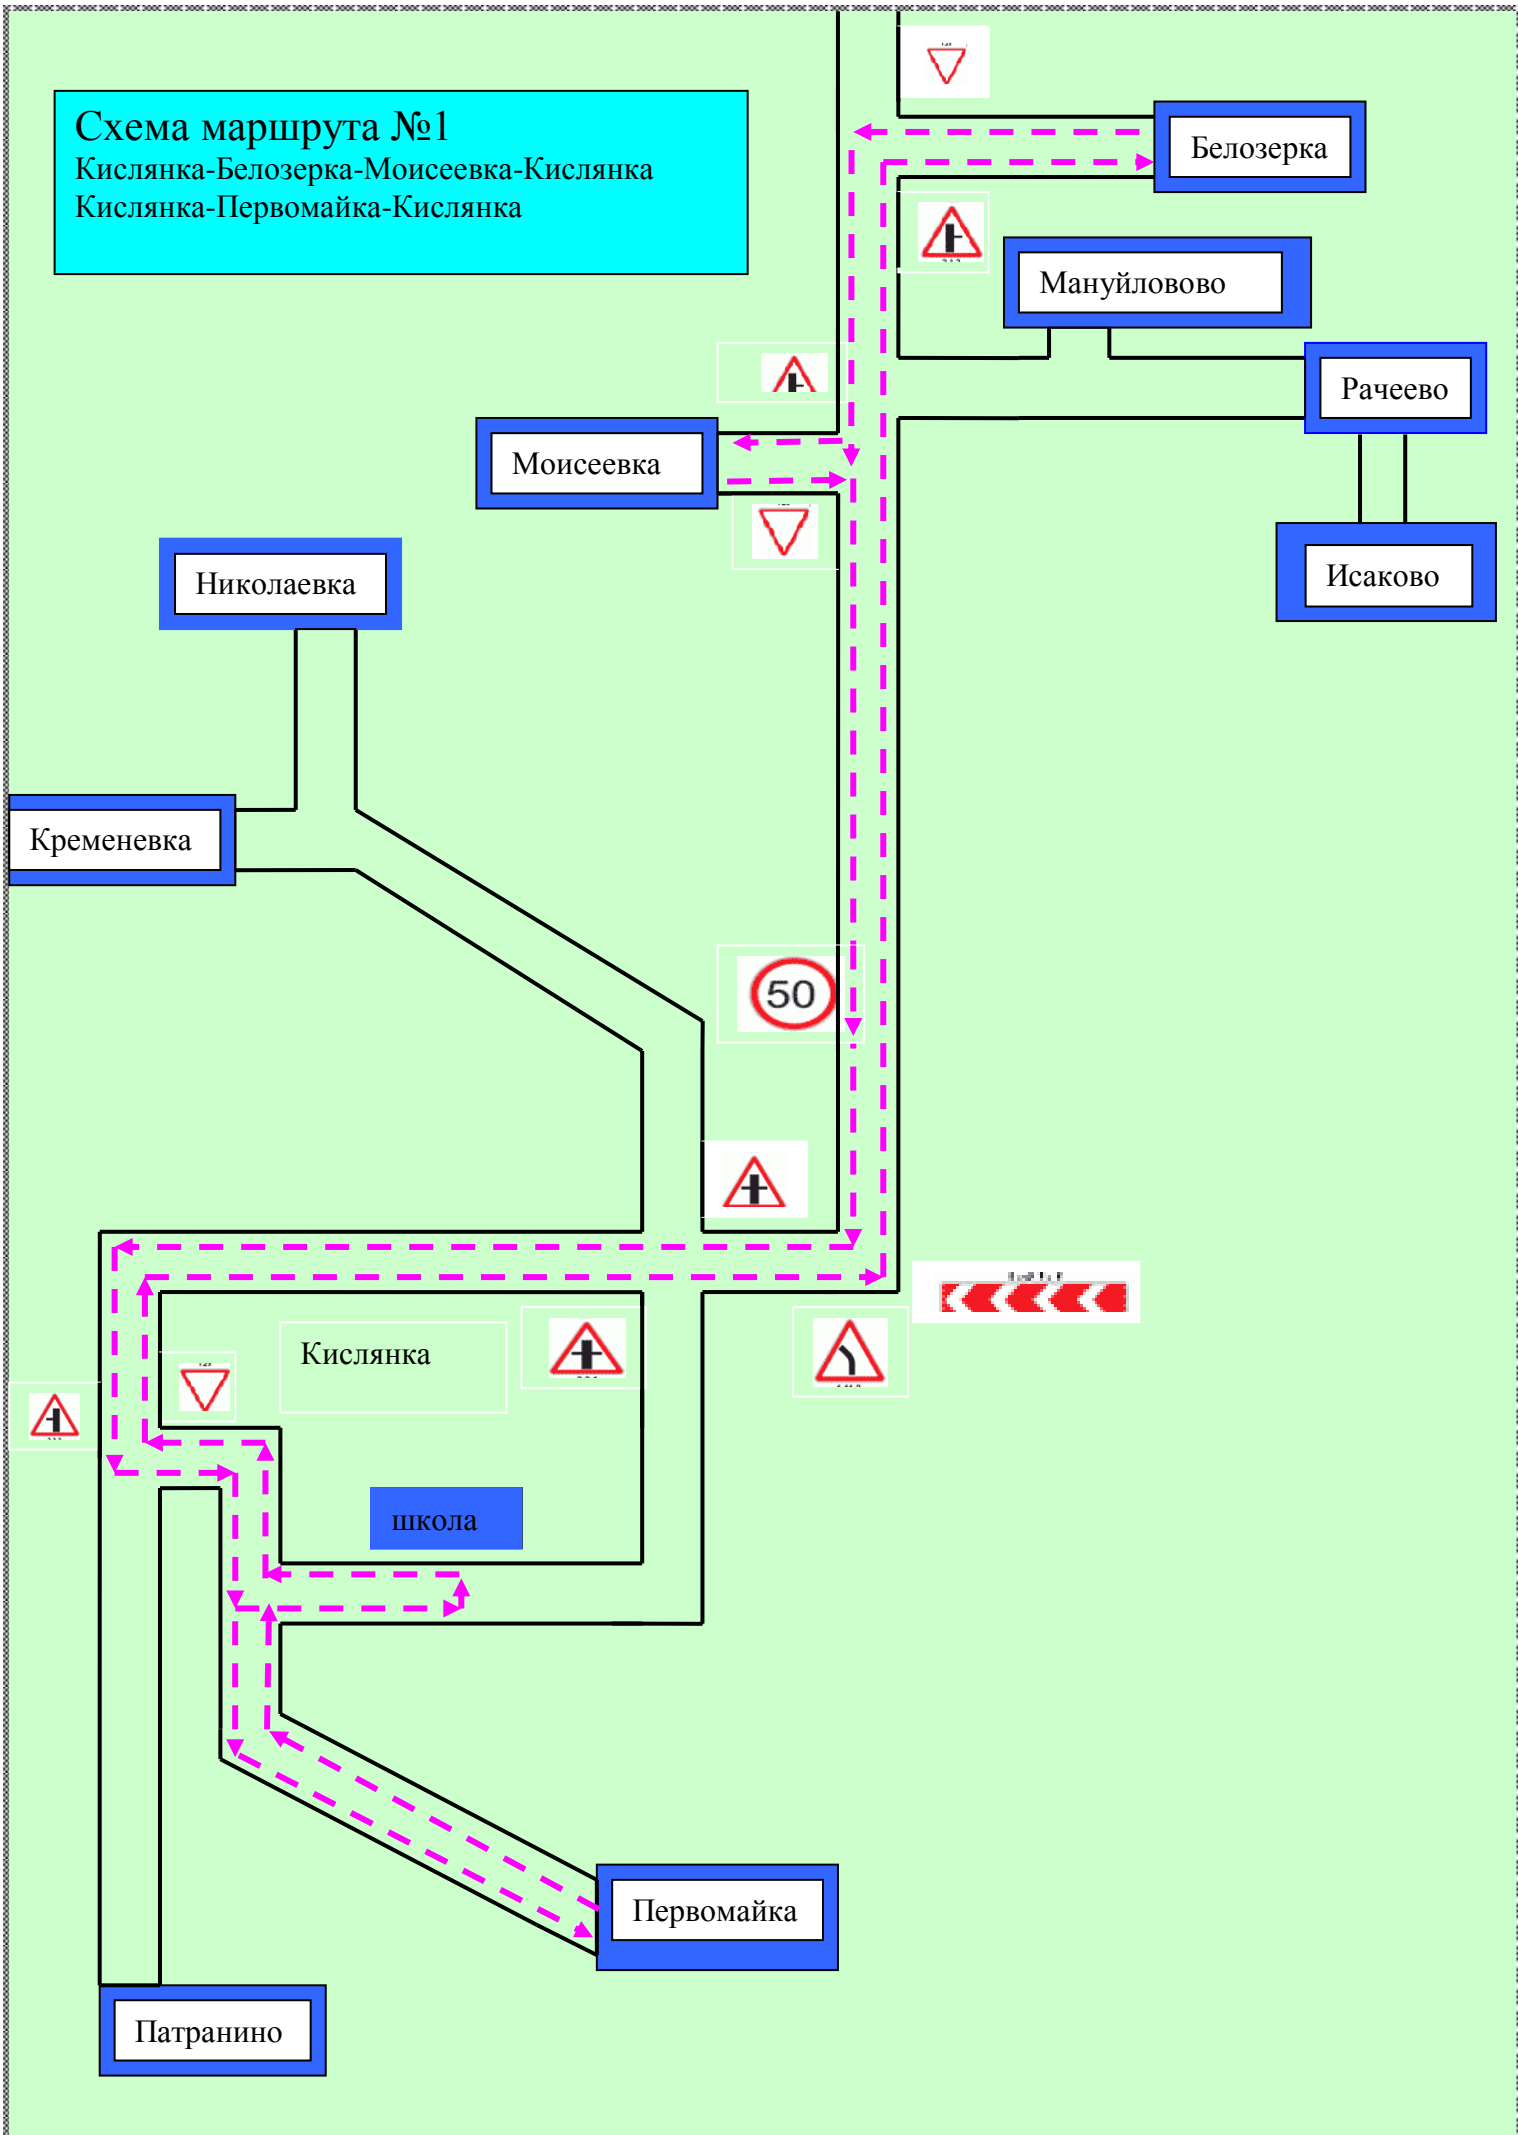 Схема маршрута №1
Кислянка-Белозерка-Моисеевка-Кислянка
Кислянка-Первомайка-Кислянка
Белозерка
Мануйловово
Рачеево
Моисеевка
Исаково
Николаевка
Кременевка
50
Кислянка
школа
Первомайка
Патранино